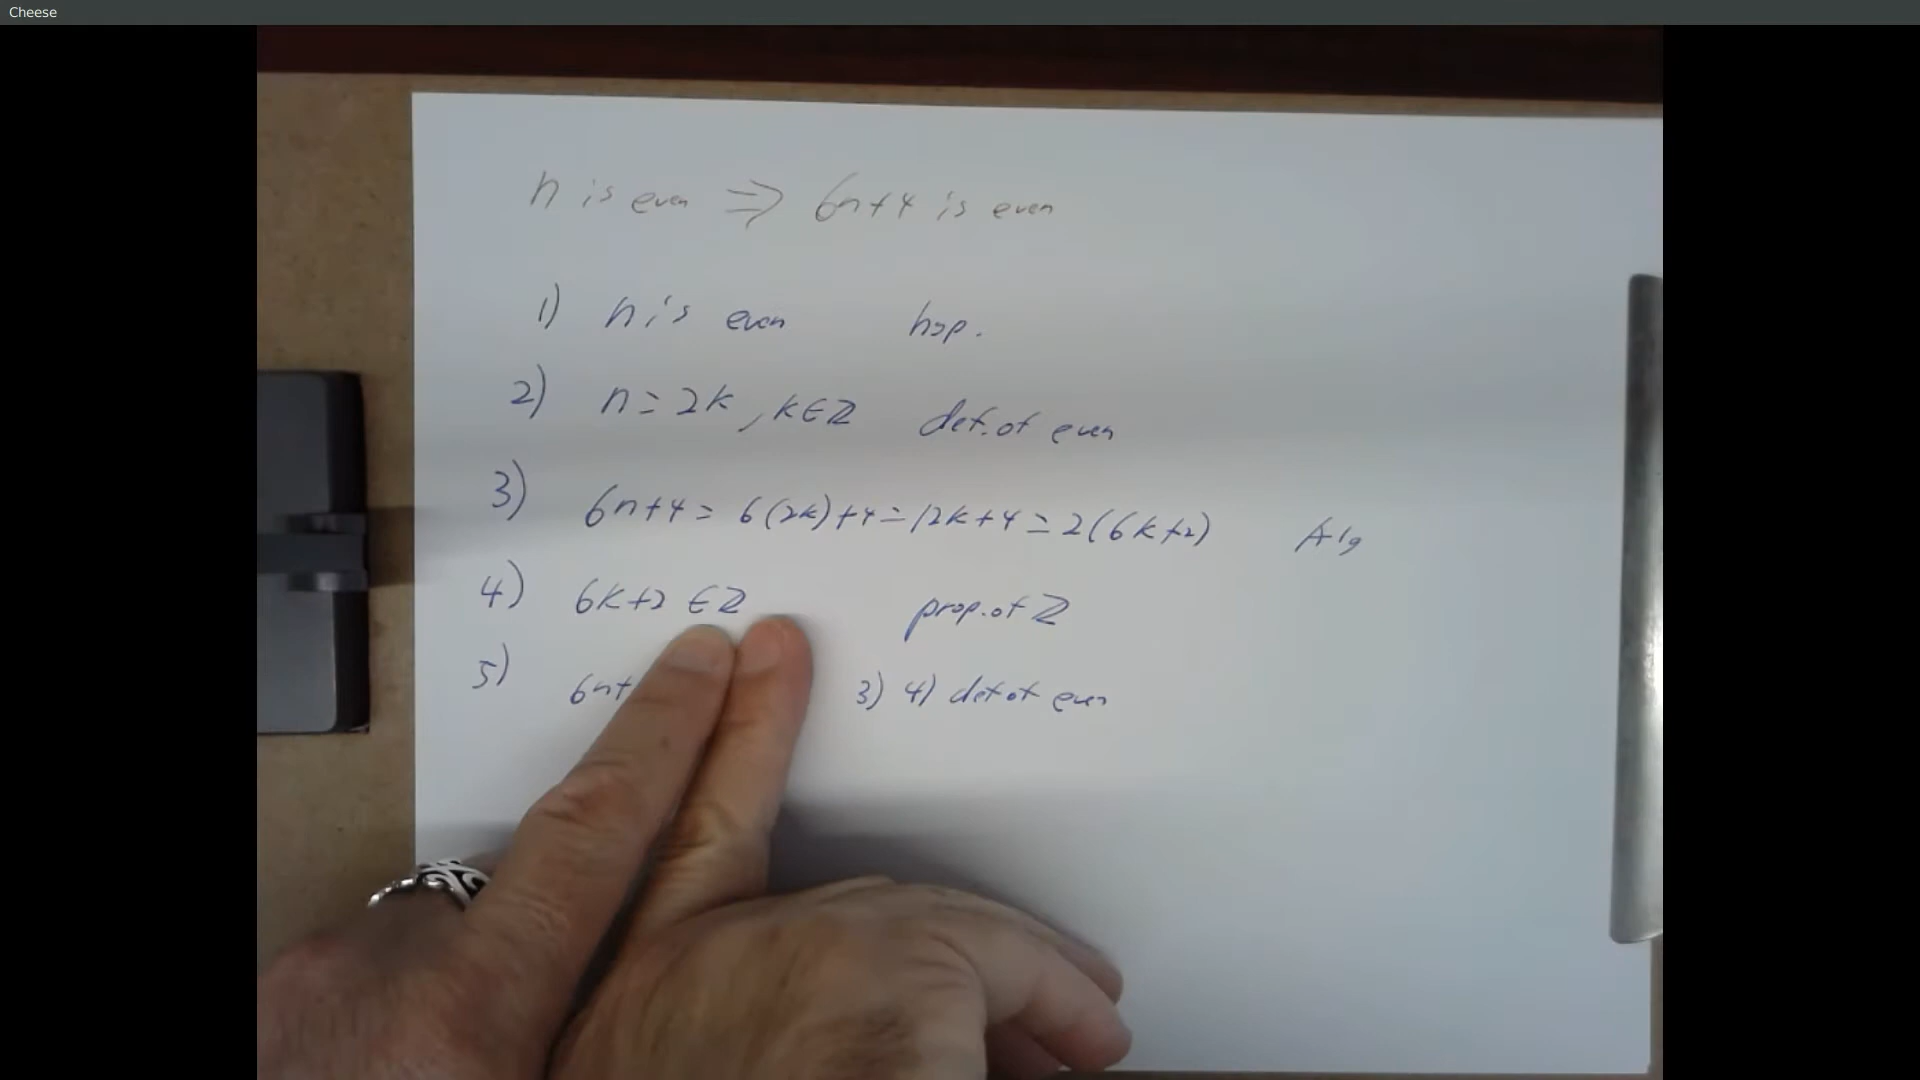 Cheese
n is even ⇒ 6n+4 is even
1) n is even hyp.
2) n = 2k, k∈ℤ def. of even
3) 6n+4 = 6(2k)+4 = 12k+4 = 2(6k+2) Alg
4) 6k+2 ∈ℤ prop. of ℤ
5) 6n+ 3) 4) def of even